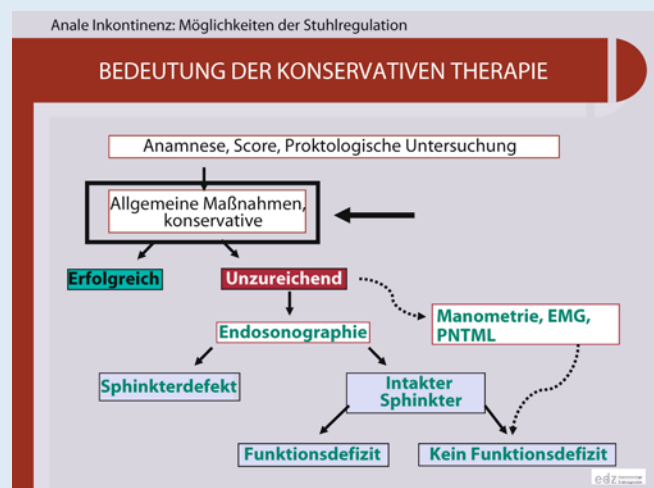 Anale Inkontinenz: Möglichkeiten der Stuhlregulation
BEDEUTUNG DER KONSERVATIVEN THERAPIE
Anamnese, Score, Proktologische Untersuchung
Allgemeine Maßnahmen,
konservative
Erfolgreich
Unzureichend
Manometrie, EMG,
PNTML
Endosonographie
Sphinkterdefekt
Intakter
Sphinkter
Funktionsdefizit
Kein Funktionsdefizit
edz